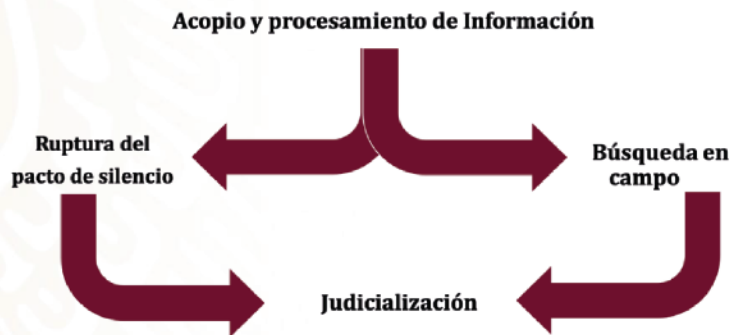 Acopio y procesamiento de Información
Ruptura del
pacto de silencio
Búsqueda en
campo
Judicialización